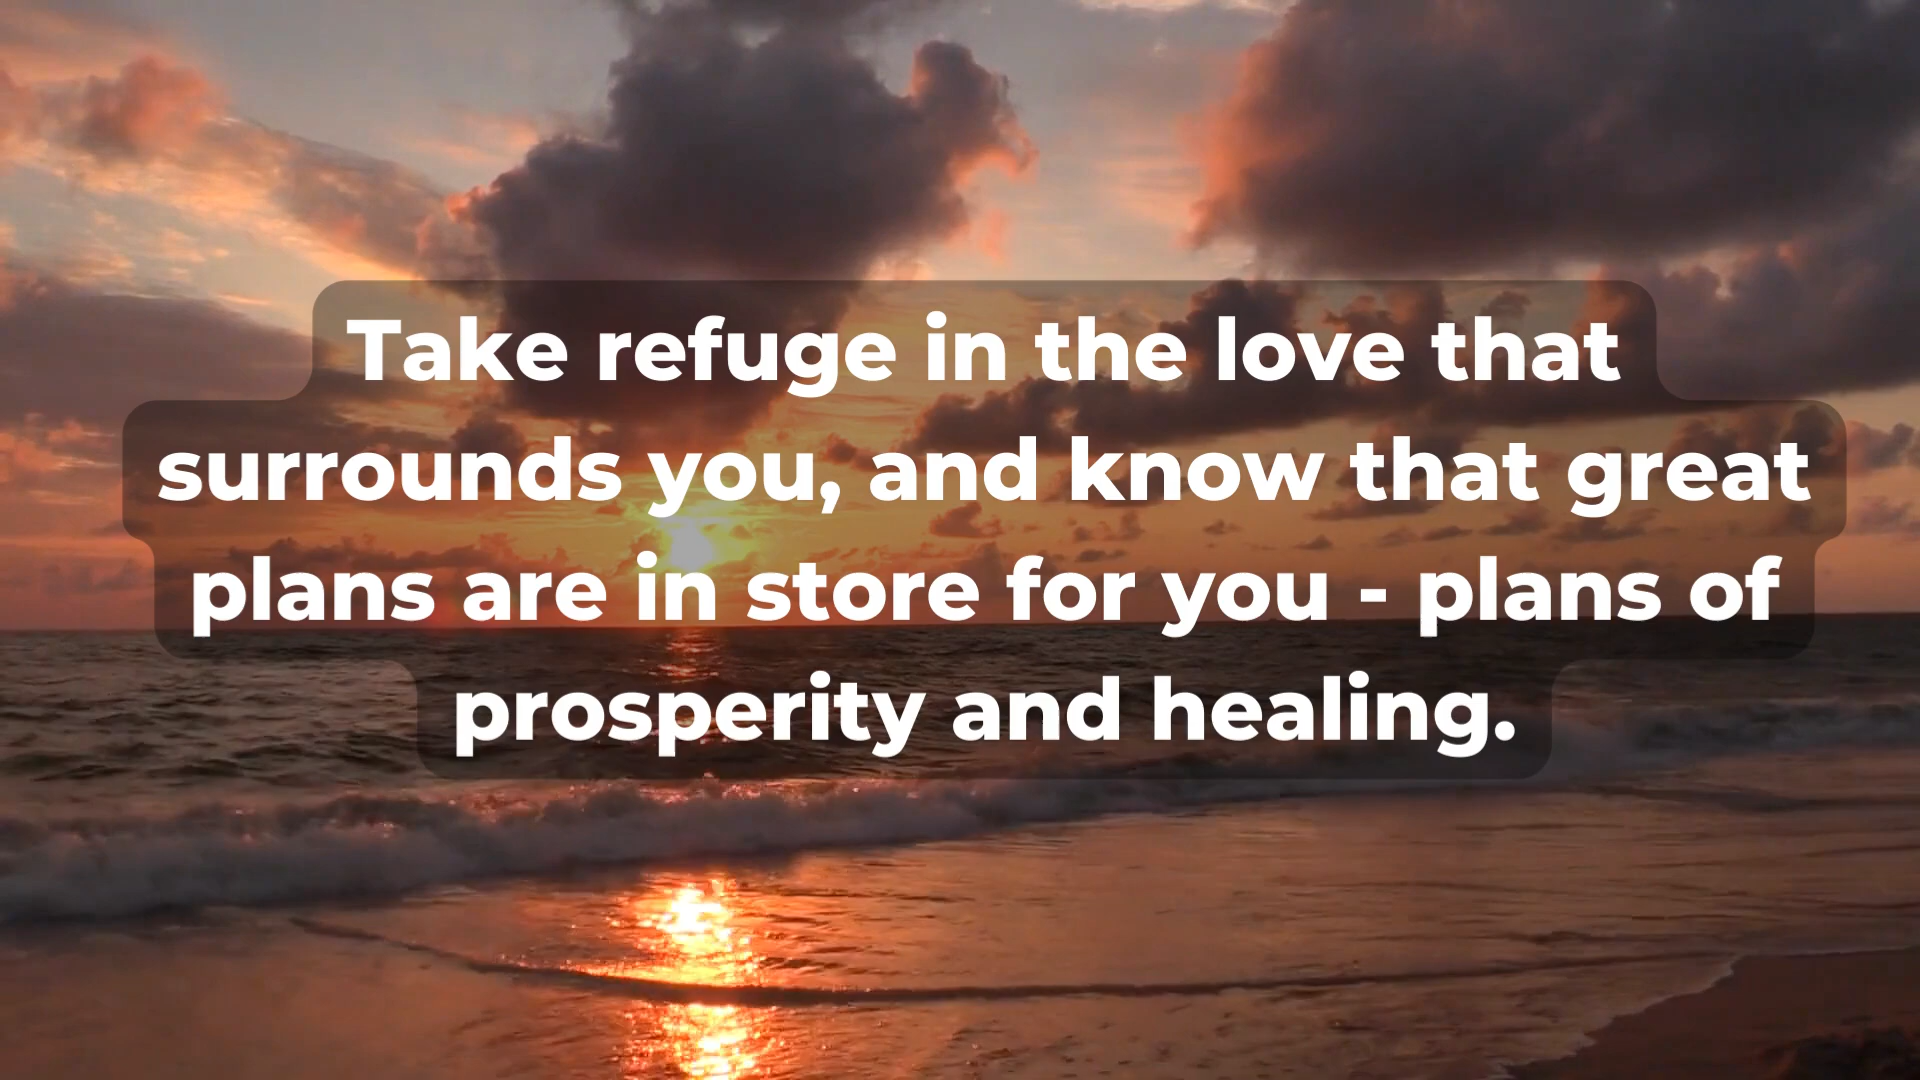 Take refuge in the love that
surrounds you, and know that great
plans are in store for you - plans of
prosperity and healing.